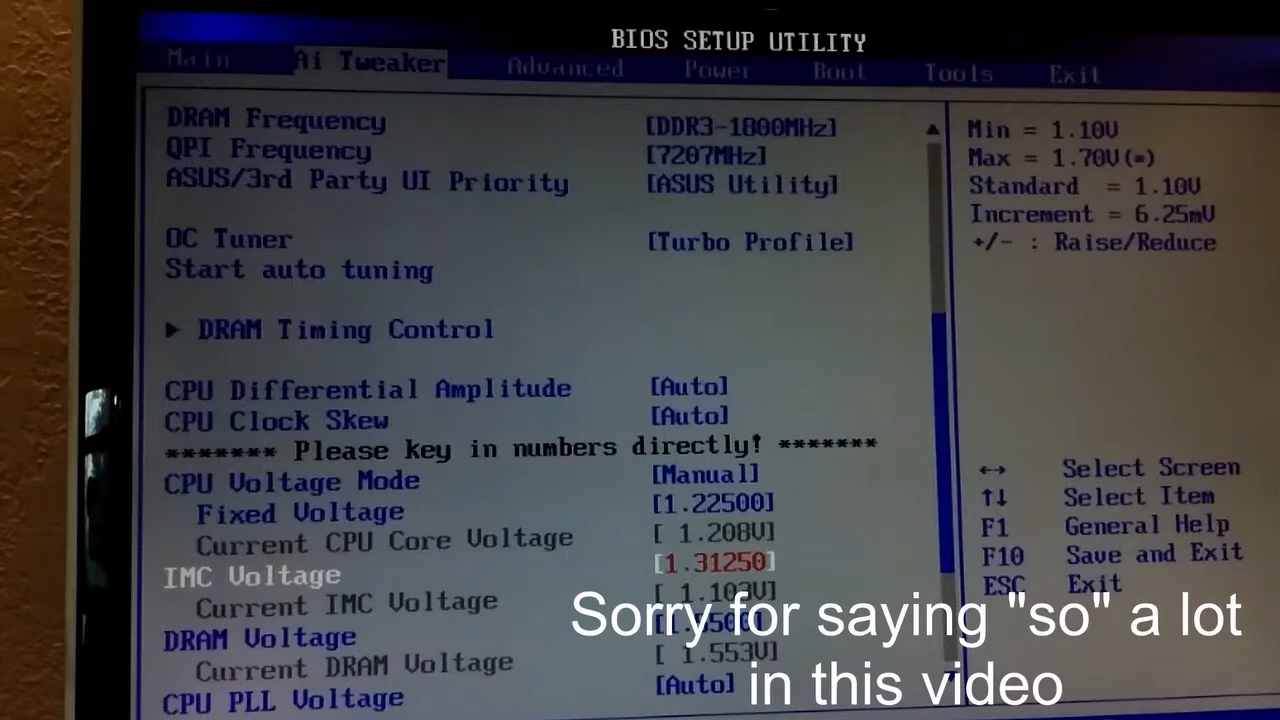 BIOS SETUP UTILITY
Main Ai Tweaker Advanced Power Boot Tools Exit
DRAM Frequency [DDR3-1800MHz]
QPI Frequency [7207MHz]
ASUS/3rd Party UI Priority [ASUS Utility]
OC Tuner [Turbo Profile]
Start auto tuning
▶ DRAM Timing Control
CPU Differential Amplitude [Auto]
CPU Clock Skew [Auto]
******* Please key in numbers directly! *******
CPU Voltage Mode [Manual]
Fixed Voltage [1.22500]
Current CPU Core Voltage [ 1.208V]
IMC Voltage [1.31250]
Current IMC Voltage [ 1.103V]
DRAM Voltage
Current DRAM Voltage [ 1.553V]
CPU PLL Voltage [Auto]
Min = 1.10V
Max = 1.70V(*)
Standard = 1.10V
Increment = 6.25mV
+/- : Raise/Reduce
↔ Select Screen
↑↓ Select Item
F1 General Help
F10 Save and Exit
ESC Exit
Sorry for saying "so" a lot
in this video